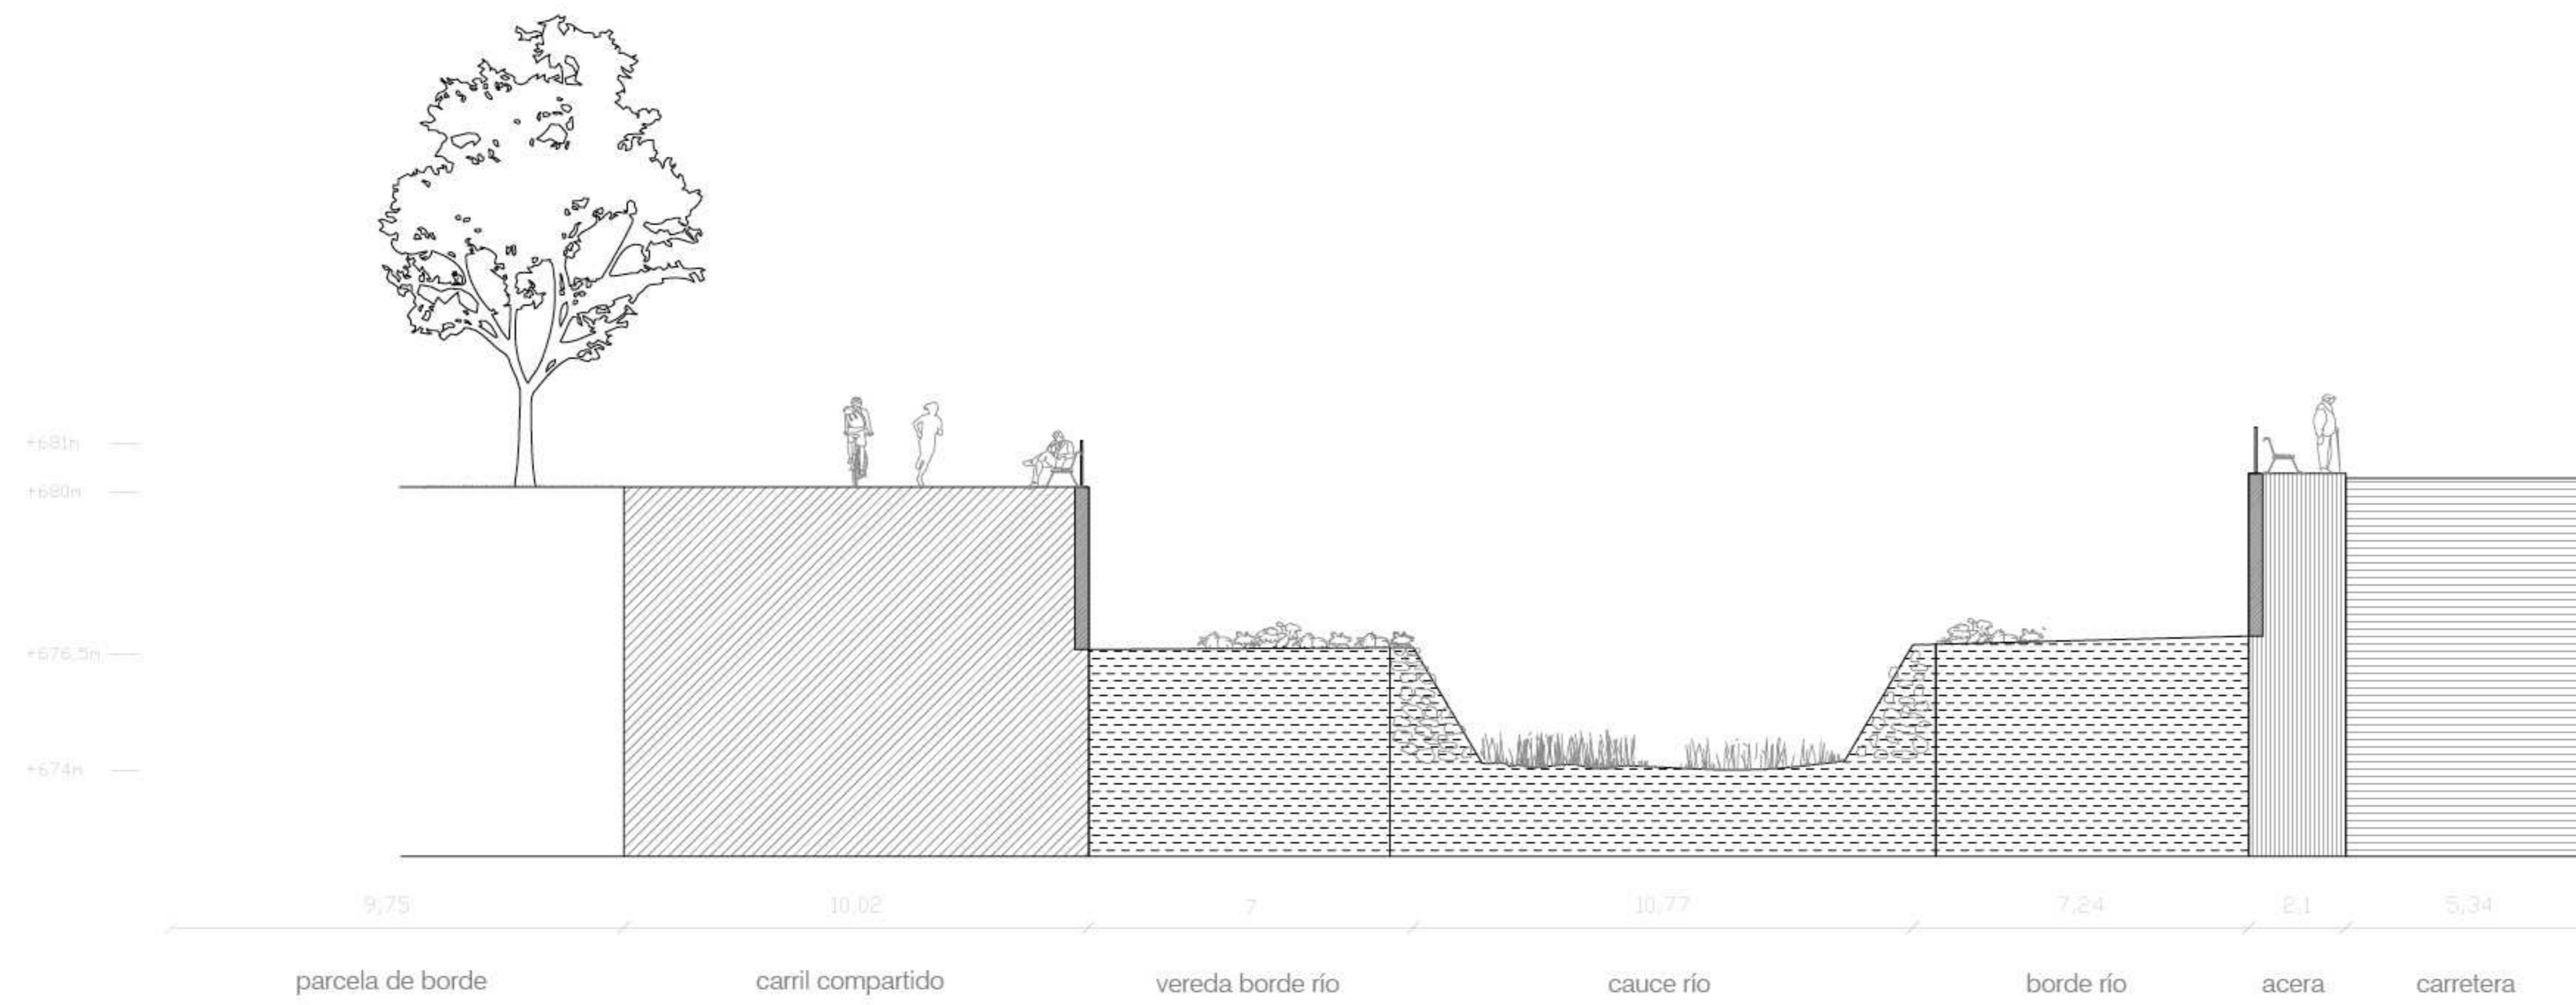 +681m
+680m
+676,5m
+674m
9,75 10,02 7 10,77 7,24 2,1 5,34
parcela de borde carril compartido vereda borde río cauce río borde río acera carretera